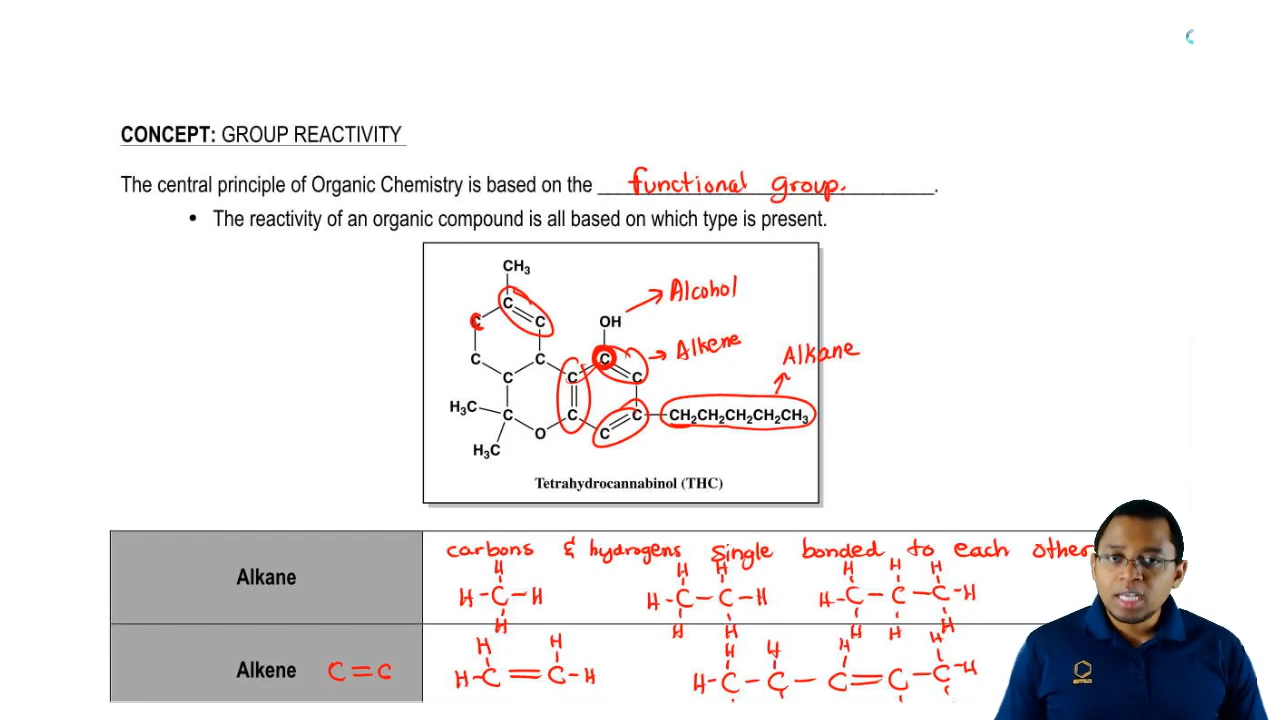 CONCEPT: GROUP REACTIVITY
The central principle of Organic Chemistry is based on the functional group.
• The reactivity of an organic compound is all based on which type is present.
CH3
C
C
C
OH
Alcohol
C
C
C
Alkene
Alkane
C
C
C
H3C
C
C
C
CH2CH2CH2CH2CH3
O
C
H3C
Tetrahydrocannabinol (THC)
carbons & hydrogens single bonded to each other
Alkane
H H H H H H
H-C-H H-C-C-H H-C-C-C-H
H H H H H H
Alkene C=C
H H H H H H
H-C=C-H H-C-C-C=C-C-H